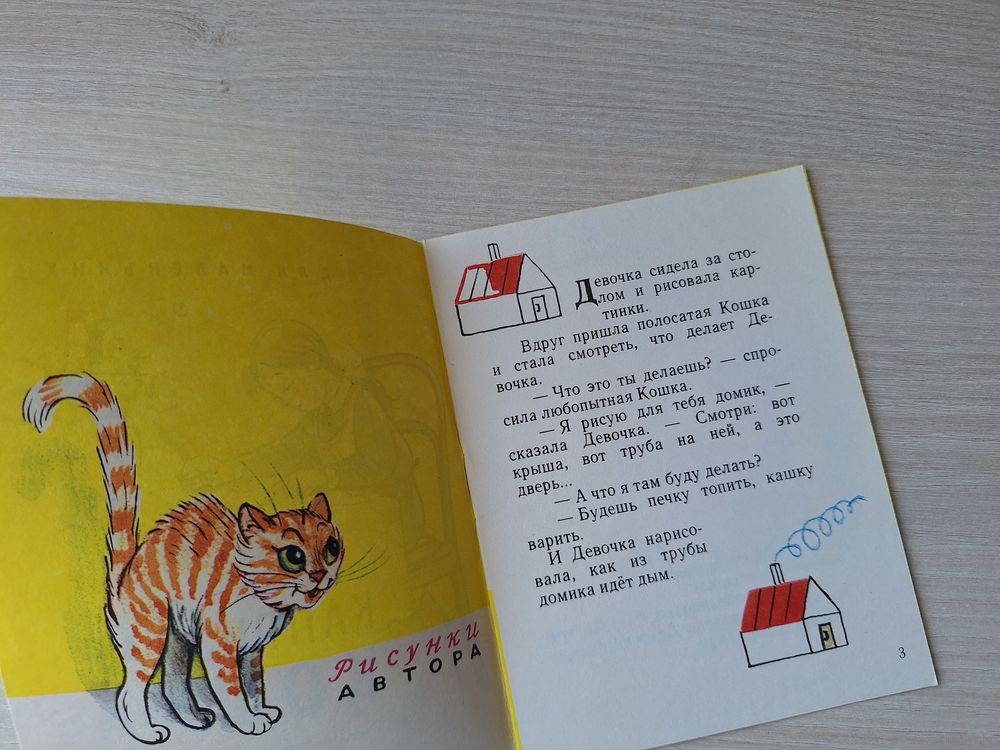 Рисунки
АВТОРА
Девочка сидела за сто-
лом и рисовала кар-
тинки.
Вдруг пришла полосатая Кошка
и стала смотреть, что делает Де-
вочка.
— Что это ты делаешь? — спро-
сила любопытная Кошка.
— Я рисую для тебя домик, —
сказала Девочка. — Смотри: вот
крыша, вот труба на ней, а это
дверь...
— А что я там буду делать?
— Будешь печку топить, кашку
варить.
И Девочка нарисо-
вала, как из трубы
домика идёт дым.
3